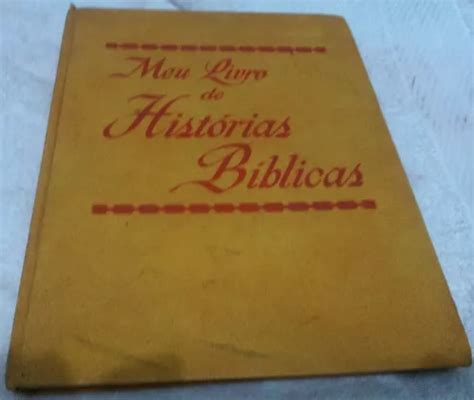 Meu Livro
de
Histórias
Bíblicas